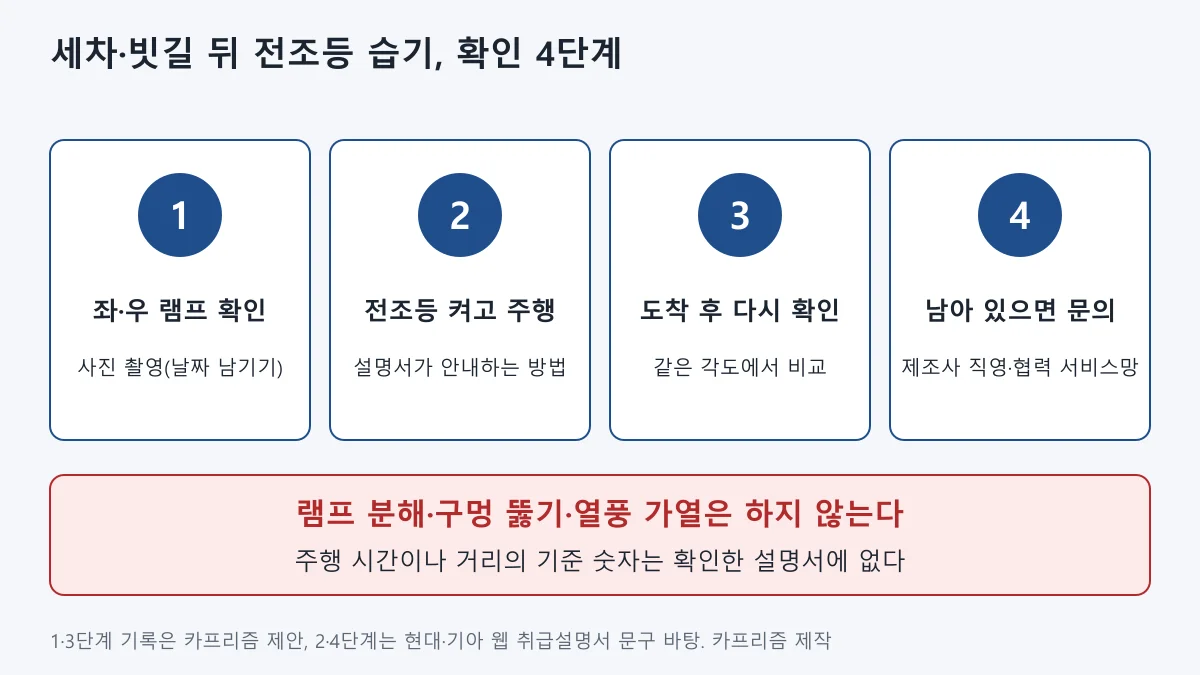 세차·빗길 뒤 전조등 습기, 확인 4단계
1
좌·우 램프 확인
사진 촬영(날짜 남기기)
2
전조등 켜고 주행
설명서가 안내하는 방법
3
도착 후 다시 확인
같은 각도에서 비교
4
남아 있으면 문의
제조사 직영·협력 서비스망
램프 분해·구멍 뚫기·열풍 가열은 하지 않는다
주행 시간이나 거리의 기준 숫자는 확인한 설명서에 없다
1·3단계 기록은 카프리즘 제안, 2·4단계는 현대·기아 웹 취급설명서 문구 바탕. 카프리즘 제작